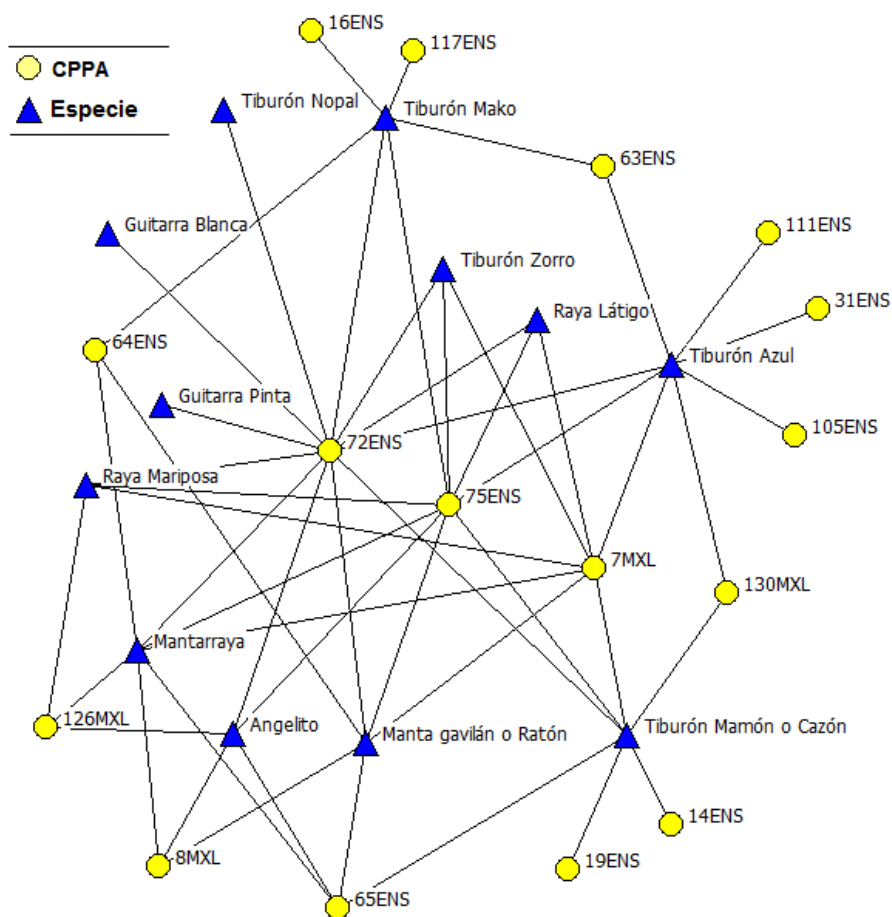 16ENS
117ENS
CPPA
Especie
Tiburón Nopal
Tiburón Mako
63ENS
Guitarra Blanca
111ENS
Tiburón Zorro
Raya Látigo
31ENS
64ENS
Tiburón Azul
Guitarra Pinta
105ENS
72ENS
Raya Mariposa
75ENS
7MXL
130MXL
Mantarraya
126MXL
Angelito
Manta gavilán o Ratón
Tiburón Mamón o Cazón
14ENS
8MXL
19ENS
65ENS